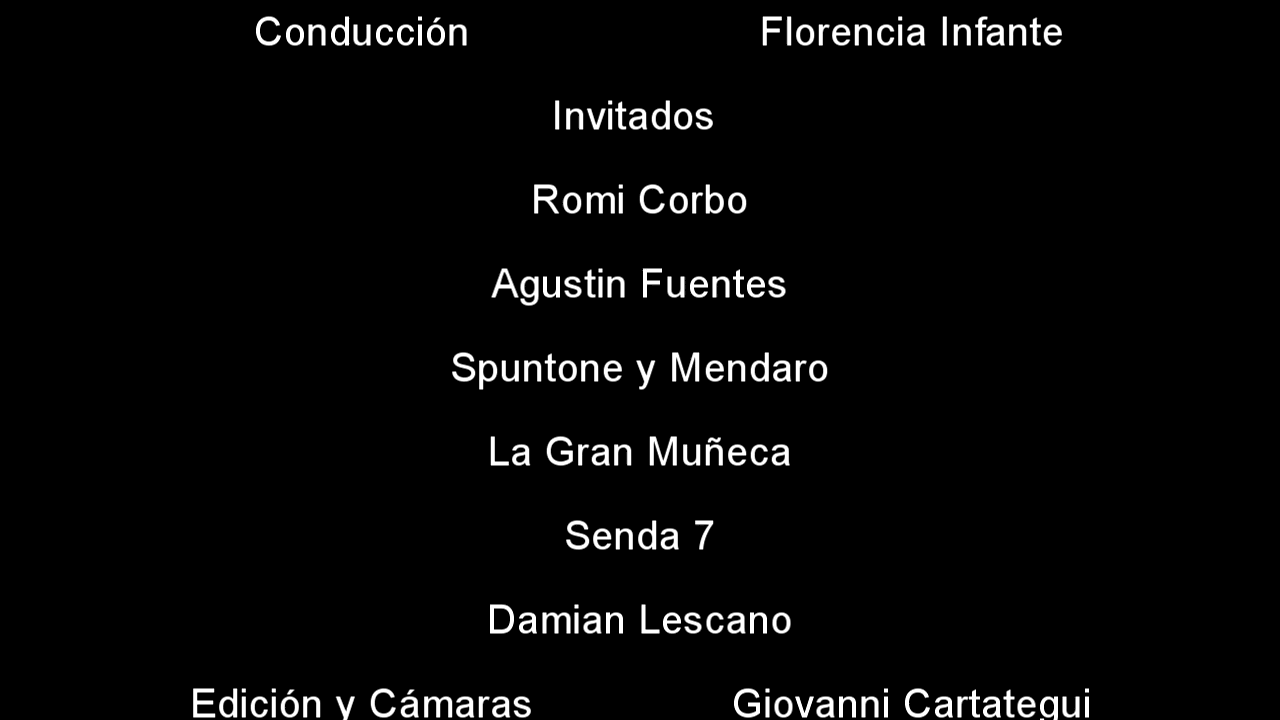 Conducción Florencia Infante
Invitados
Romi Corbo
Agustin Fuentes
Spuntone y Mendaro
La Gran Muñeca
Senda 7
Damian Lescano
Edición y Cámaras Giovanni Cartategui